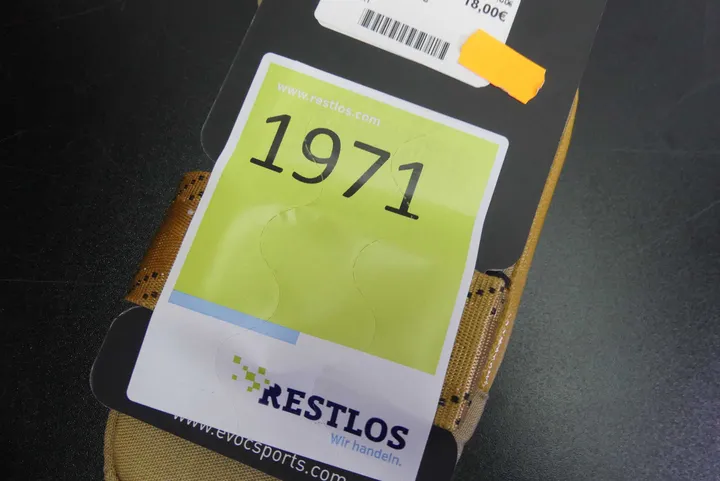 18,00€
www.restlos.com
1971
RESTLOS
Wir handeln.
www.evocsports.com